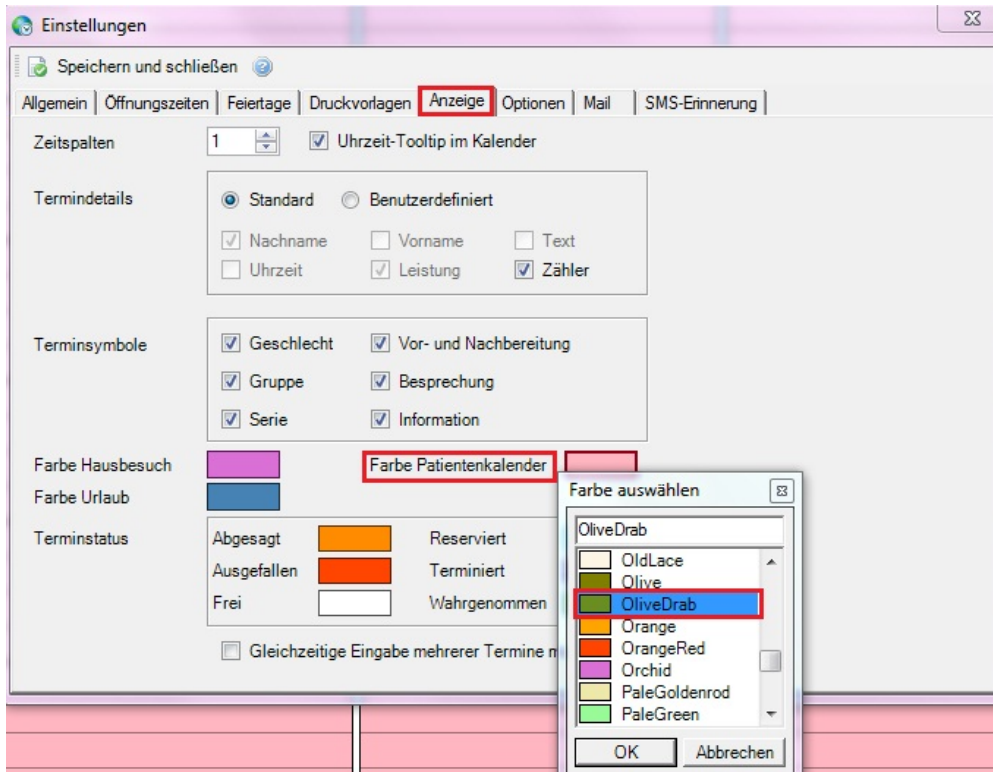 Einstellungen
Speichern und schließen
Allgemein Öffnungszeiten Feiertage Druckvorlagen Anzeige Optionen Mail SMS-Erinnerung
Zeitspalten 1 Uhrzeit-Tooltip im Kalender
Termindetails Standard Benutzerdefiniert
Nachname Vorname Text
Uhrzeit Leistung Zähler
Terminsymbole Geschlecht Vor- und Nachbereitung
Gruppe Besprechung
Serie Information
Farbe Hausbesuch Farbe Patientenkalender
Farbe Urlaub
Terminstatus Abgesagt Reserviert
Ausgefallen Terminiert
Frei Wahrgenommen
Gleichzeitige Eingabe mehrerer Termine
Farbe auswählen
OliveDrab
OldLace
Olive
OliveDrab
Orange
OrangeRed
Orchid
PaleGoldenrod
PaleGreen
OK Abbrechen